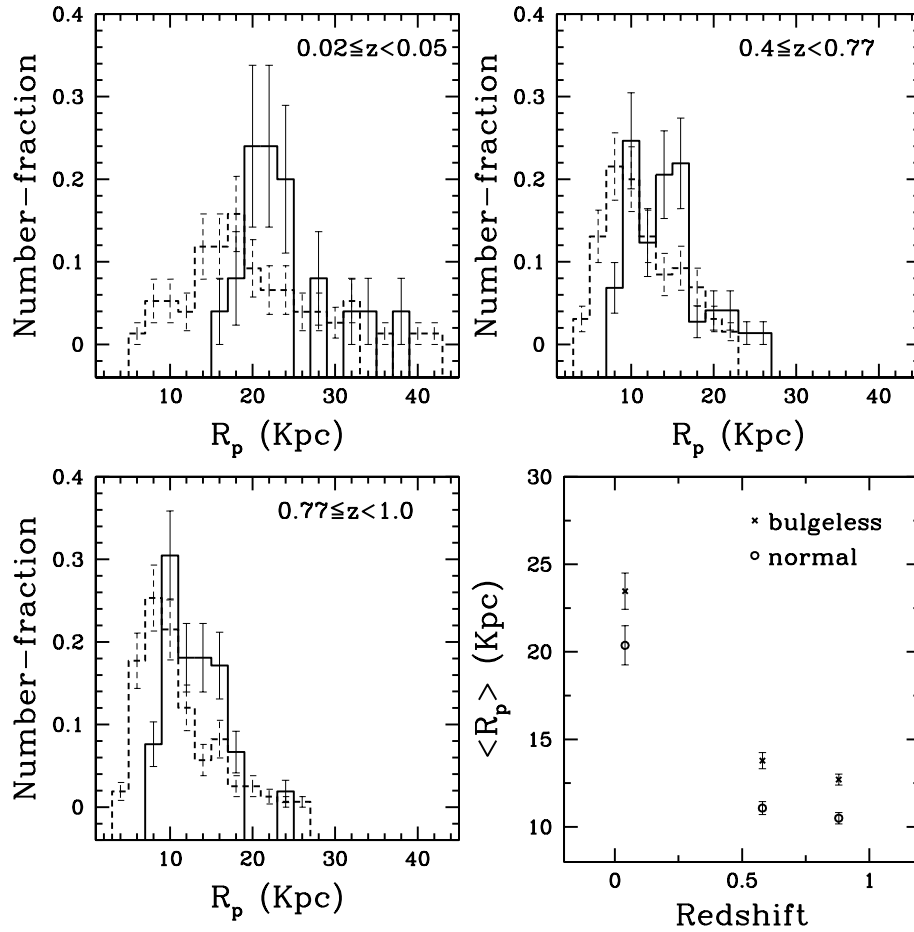 0.02≦z<0.05
Number-fraction
0.4
0.3
0.2
0.1
0
10
20
30
40
R_p (Kpc)
0.4≦z<0.77
Number-fraction
0.4
0.3
0.2
0.1
0
10
20
30
40
R_p (Kpc)
0.77≦z<1.0
Number-fraction
0.4
0.3
0.2
0.1
0
10
20
30
40
R_p (Kpc)
bulgeless
normal
<R_p> (Kpc)
30
25
20
15
10
0
0.5
1
Redshift